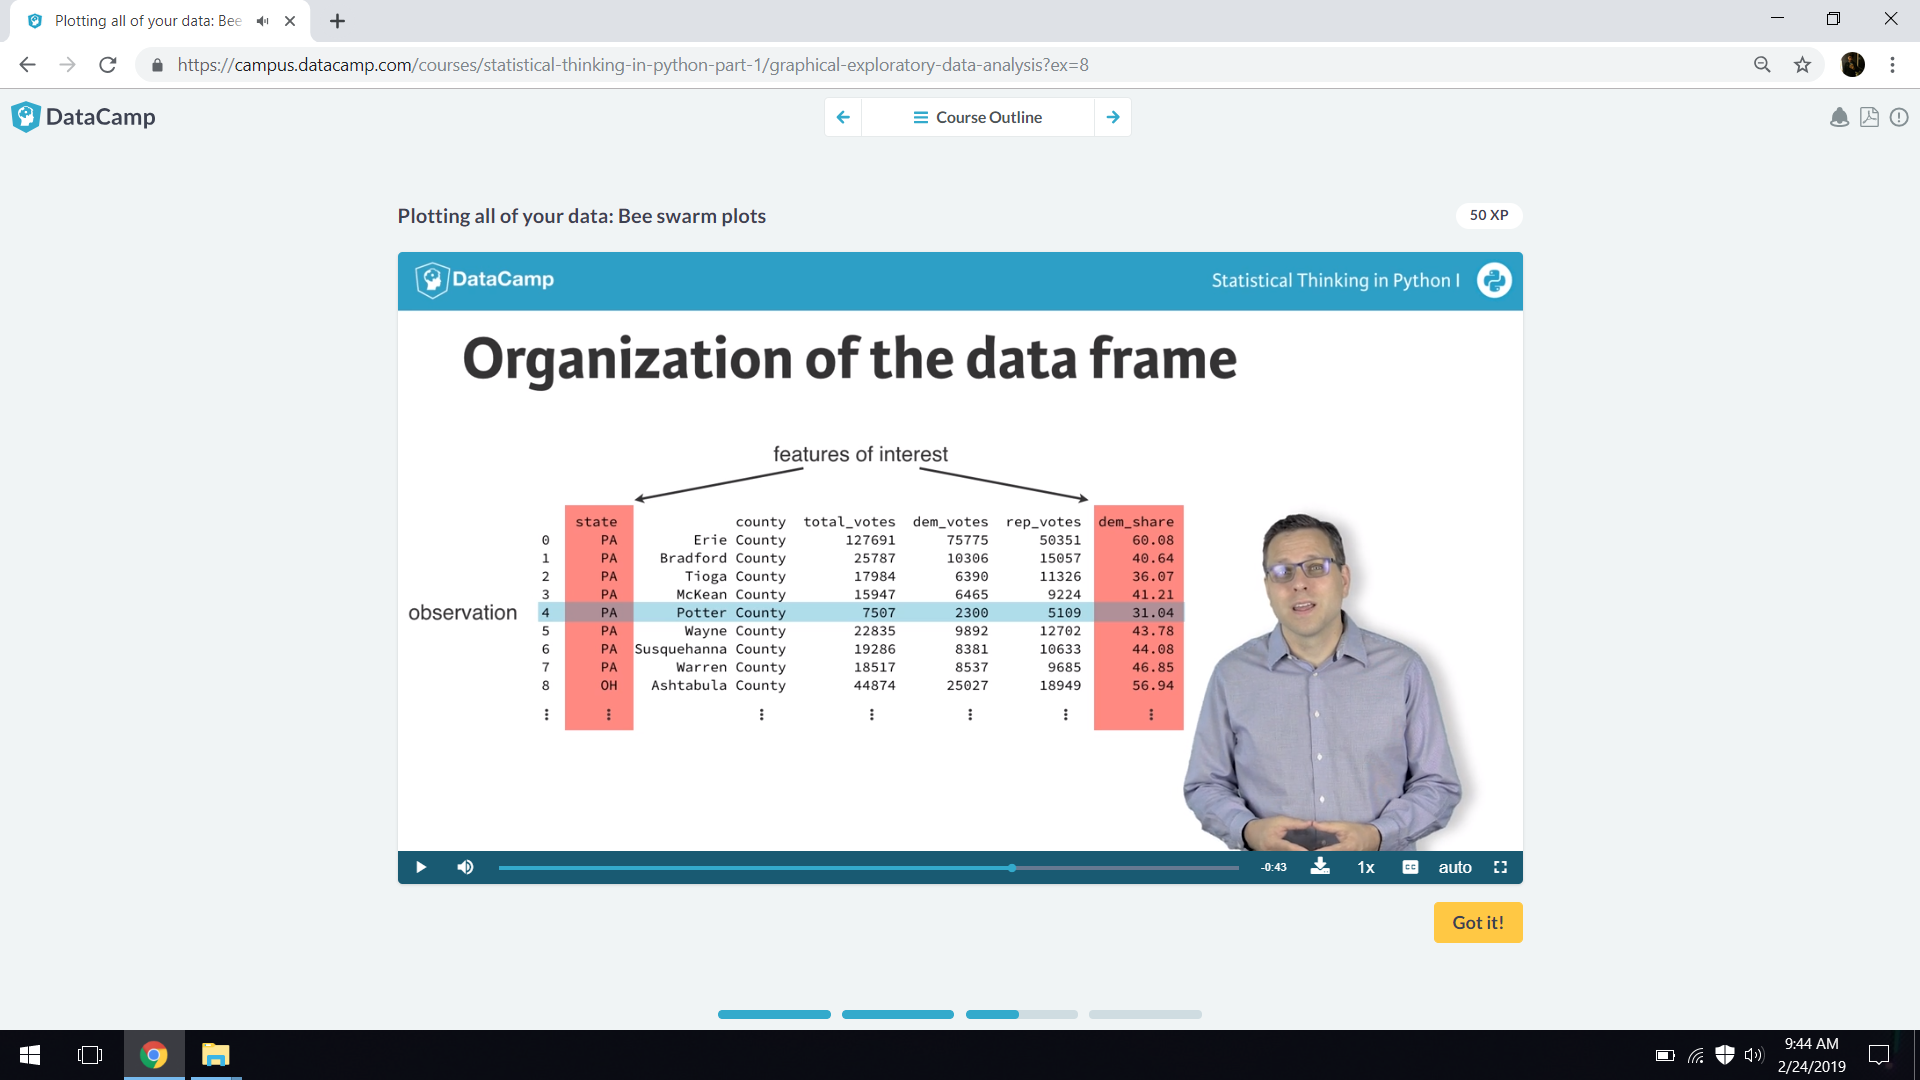 Plotting all of your data: Bee
https://campus.datacamp.com/courses/statistical-thinking-in-python-part-1/graphical-exploratory-data-analysis?ex=8
DataCamp
Course Outline
Plotting all of your data: Bee swarm plots
50 XP
DataCamp
Statistical Thinking in Python I
Organization of the data frame
features of interest
state county total_votes dem_votes rep_votes dem_share
0 PA Erie County 127691 75775 50351 60.08
1 PA Bradford County 25787 10306 15057 40.64
2 PA Tioga County 17984 6390 11326 36.07
3 PA McKean County 15947 6465 9224 41.21
observation 4 PA Potter County 7507 2300 5109 31.04
5 PA Wayne County 22835 9892 12702 43.78
6 PA Susquehanna County 19286 8381 10633 44.08
7 PA Warren County 18517 8537 9685 46.85
8 OH Ashtabula County 44874 25027 18949 56.94
-0:43 1x CC auto
Got it!
9:44 AM
2/24/2019